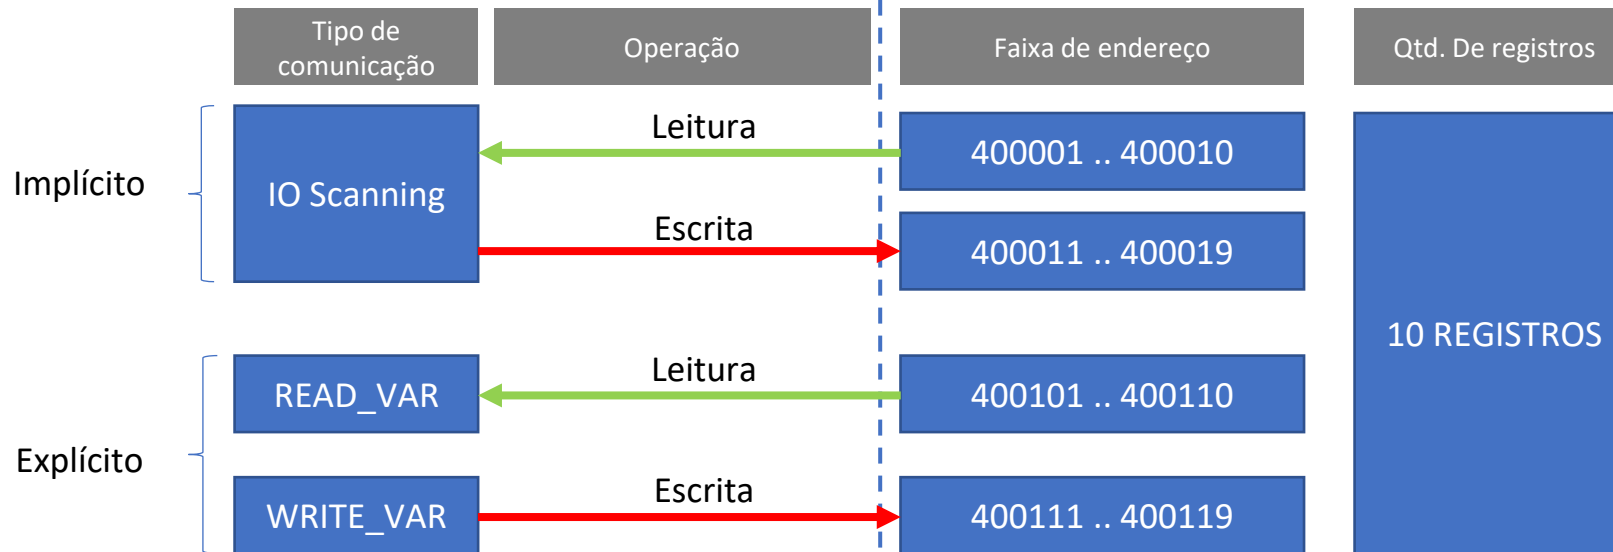 Tipo de
comunicação
Operação
Faixa de endereço
Qtd. De registros
Implícito
IO Scanning
Leitura
400001 .. 400010
Escrita
400011 .. 400019
10 REGISTROS
Explícito
READ_VAR
Leitura
400101 .. 400110
WRITE_VAR
Escrita
400111 .. 400119